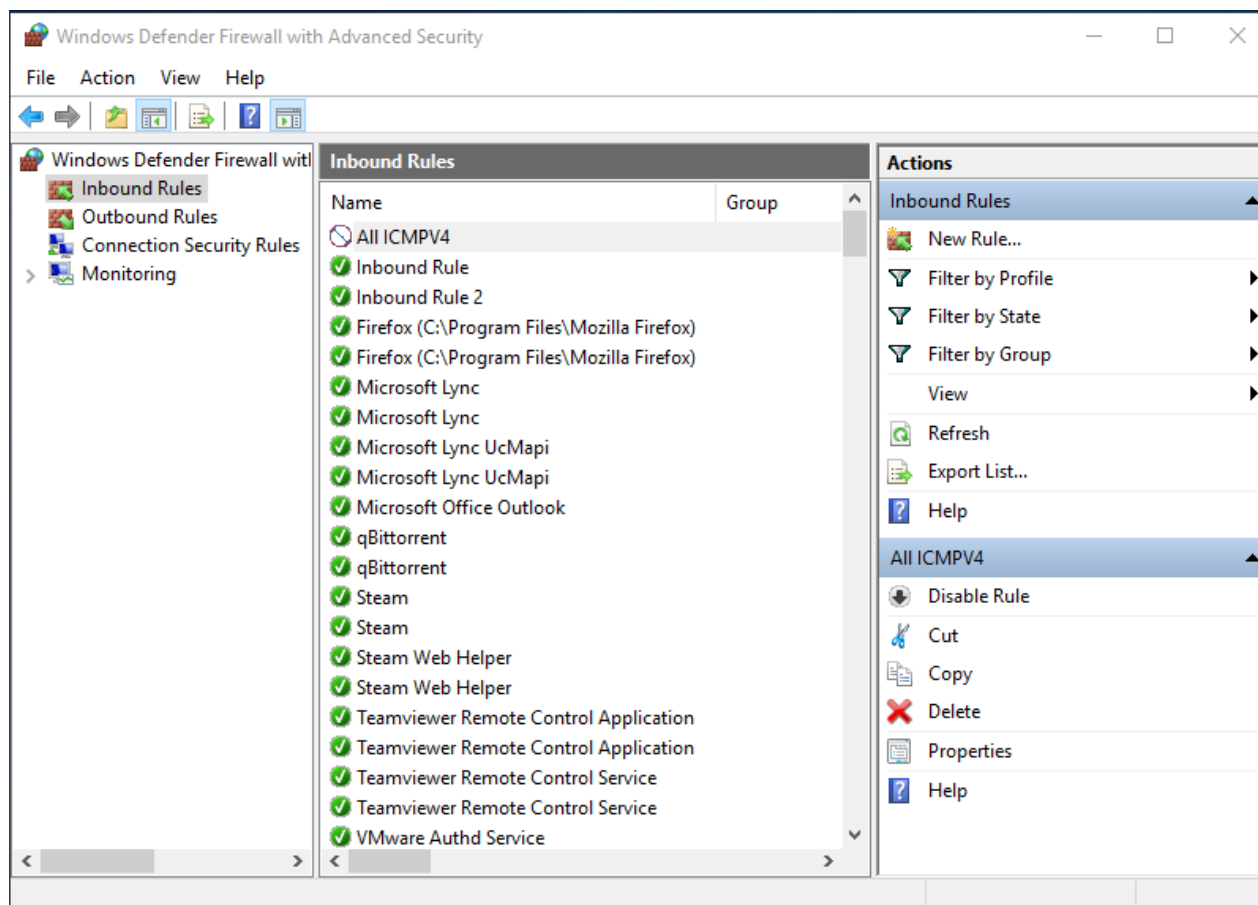 Windows Defender Firewall with Advanced Security
File Action View Help
Windows Defender Firewall witl
Inbound Rules
Outbound Rules
Connection Security Rules
Monitoring
Inbound Rules
Name Group
All ICMPV4
Inbound Rule
Inbound Rule 2
Firefox (C:\Program Files\Mozilla Firefox)
Firefox (C:\Program Files\Mozilla Firefox)
Microsoft Lync
Microsoft Lync
Microsoft Lync UcMapi
Microsoft Lync UcMapi
Microsoft Office Outlook
qBittorrent
qBittorrent
Steam
Steam
Steam Web Helper
Steam Web Helper
Teamviewer Remote Control Application
Teamviewer Remote Control Application
Teamviewer Remote Control Service
Teamviewer Remote Control Service
VMware Authd Service
Actions
Inbound Rules
New Rule...
Filter by Profile
Filter by State
Filter by Group
View
Refresh
Export List...
Help
All ICMPV4
Disable Rule
Cut
Copy
Delete
Properties
Help